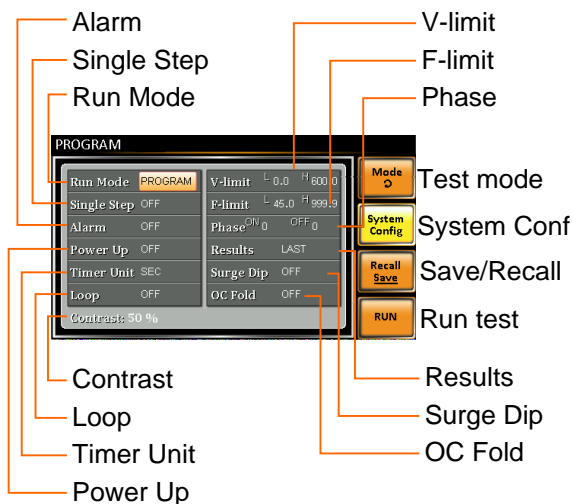 Alarm
Single Step
Run Mode
V-limit
F-limit
Phase
PROGRAM
Run Mode PROGRAM
Single Step OFF
Alarm OFF
Power Up OFF
Timer Unit SEC
Loop OFF
Contrast: 50 %
V-limit L 0.0 H 600.0
F-limit L 45.0 H 999.9
Phase ON 0 OFF 0
Results LAST
Surge Dip OFF
OC Fold OFF
Mode
System
Config
Recall
Save
RUN
Test mode
System Conf
Save/Recall
Run test
Contrast
Loop
Timer Unit
Power Up
Results
Surge Dip
OC Fold